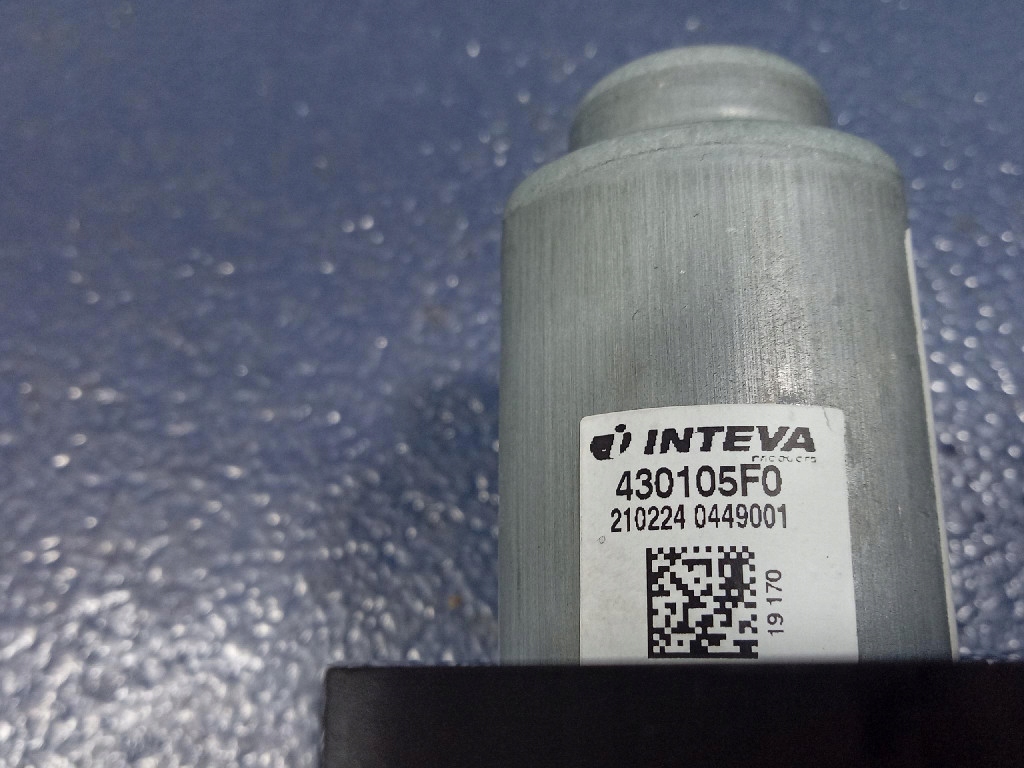 INTEVA
PRODUCTS
430105F0
210224 0449001
19 170